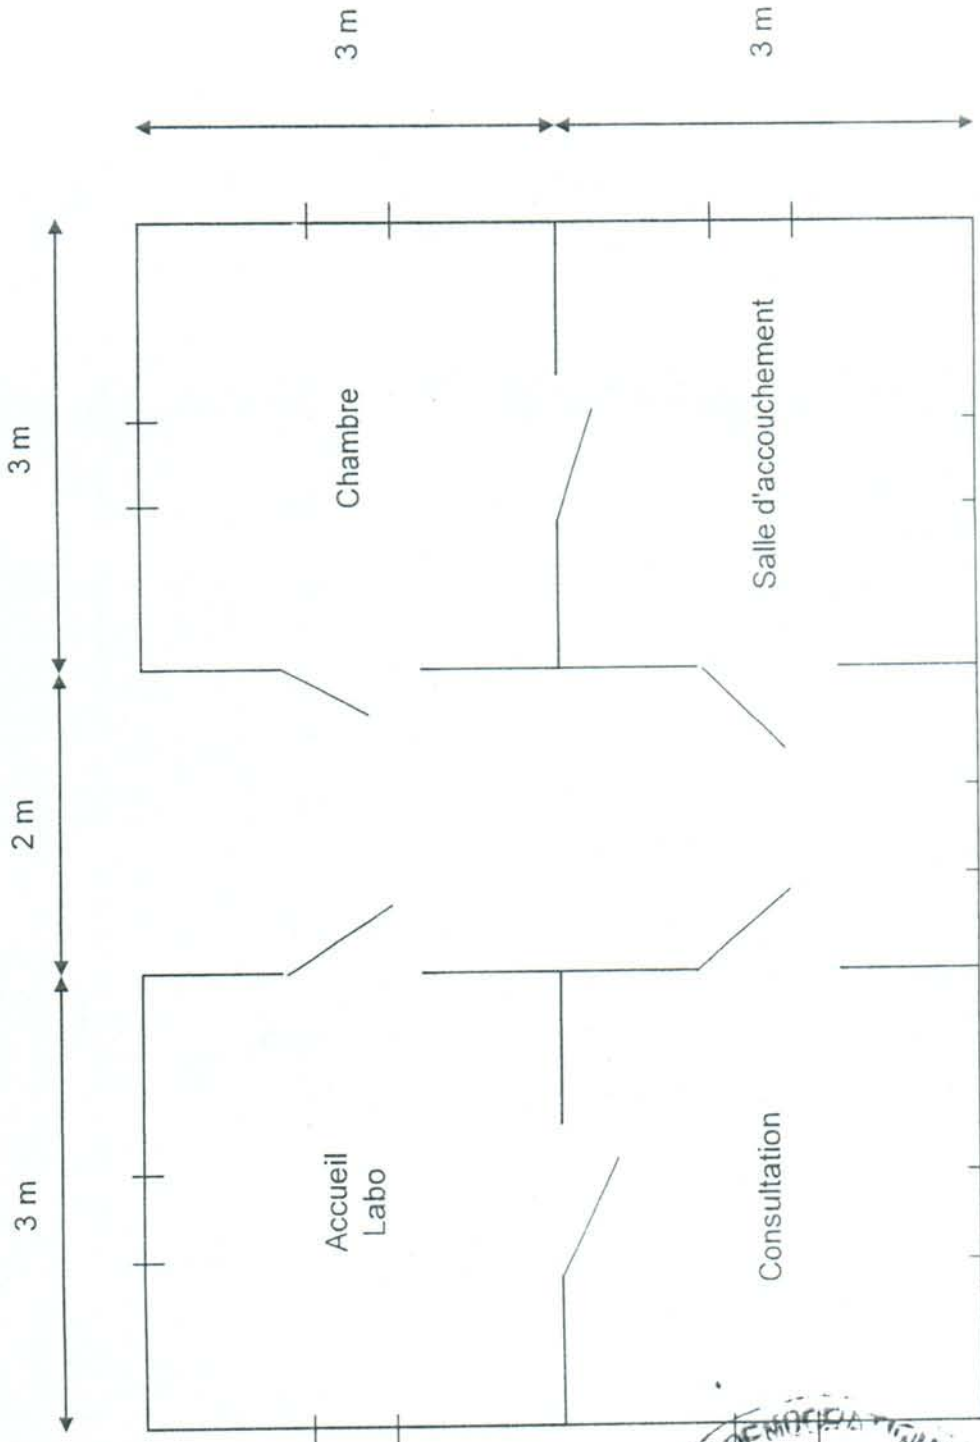 3 m
2 m
3 m
3 m
3 m
Accueil
Labo
Chambre
Consultation
Salle d'accouchement